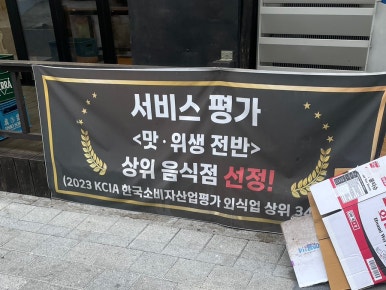 서비스 평가
<맛·위생 전반>
상위 음식점 선정!
(2023 KCIA 한국소비자산업평가 외식업 상위